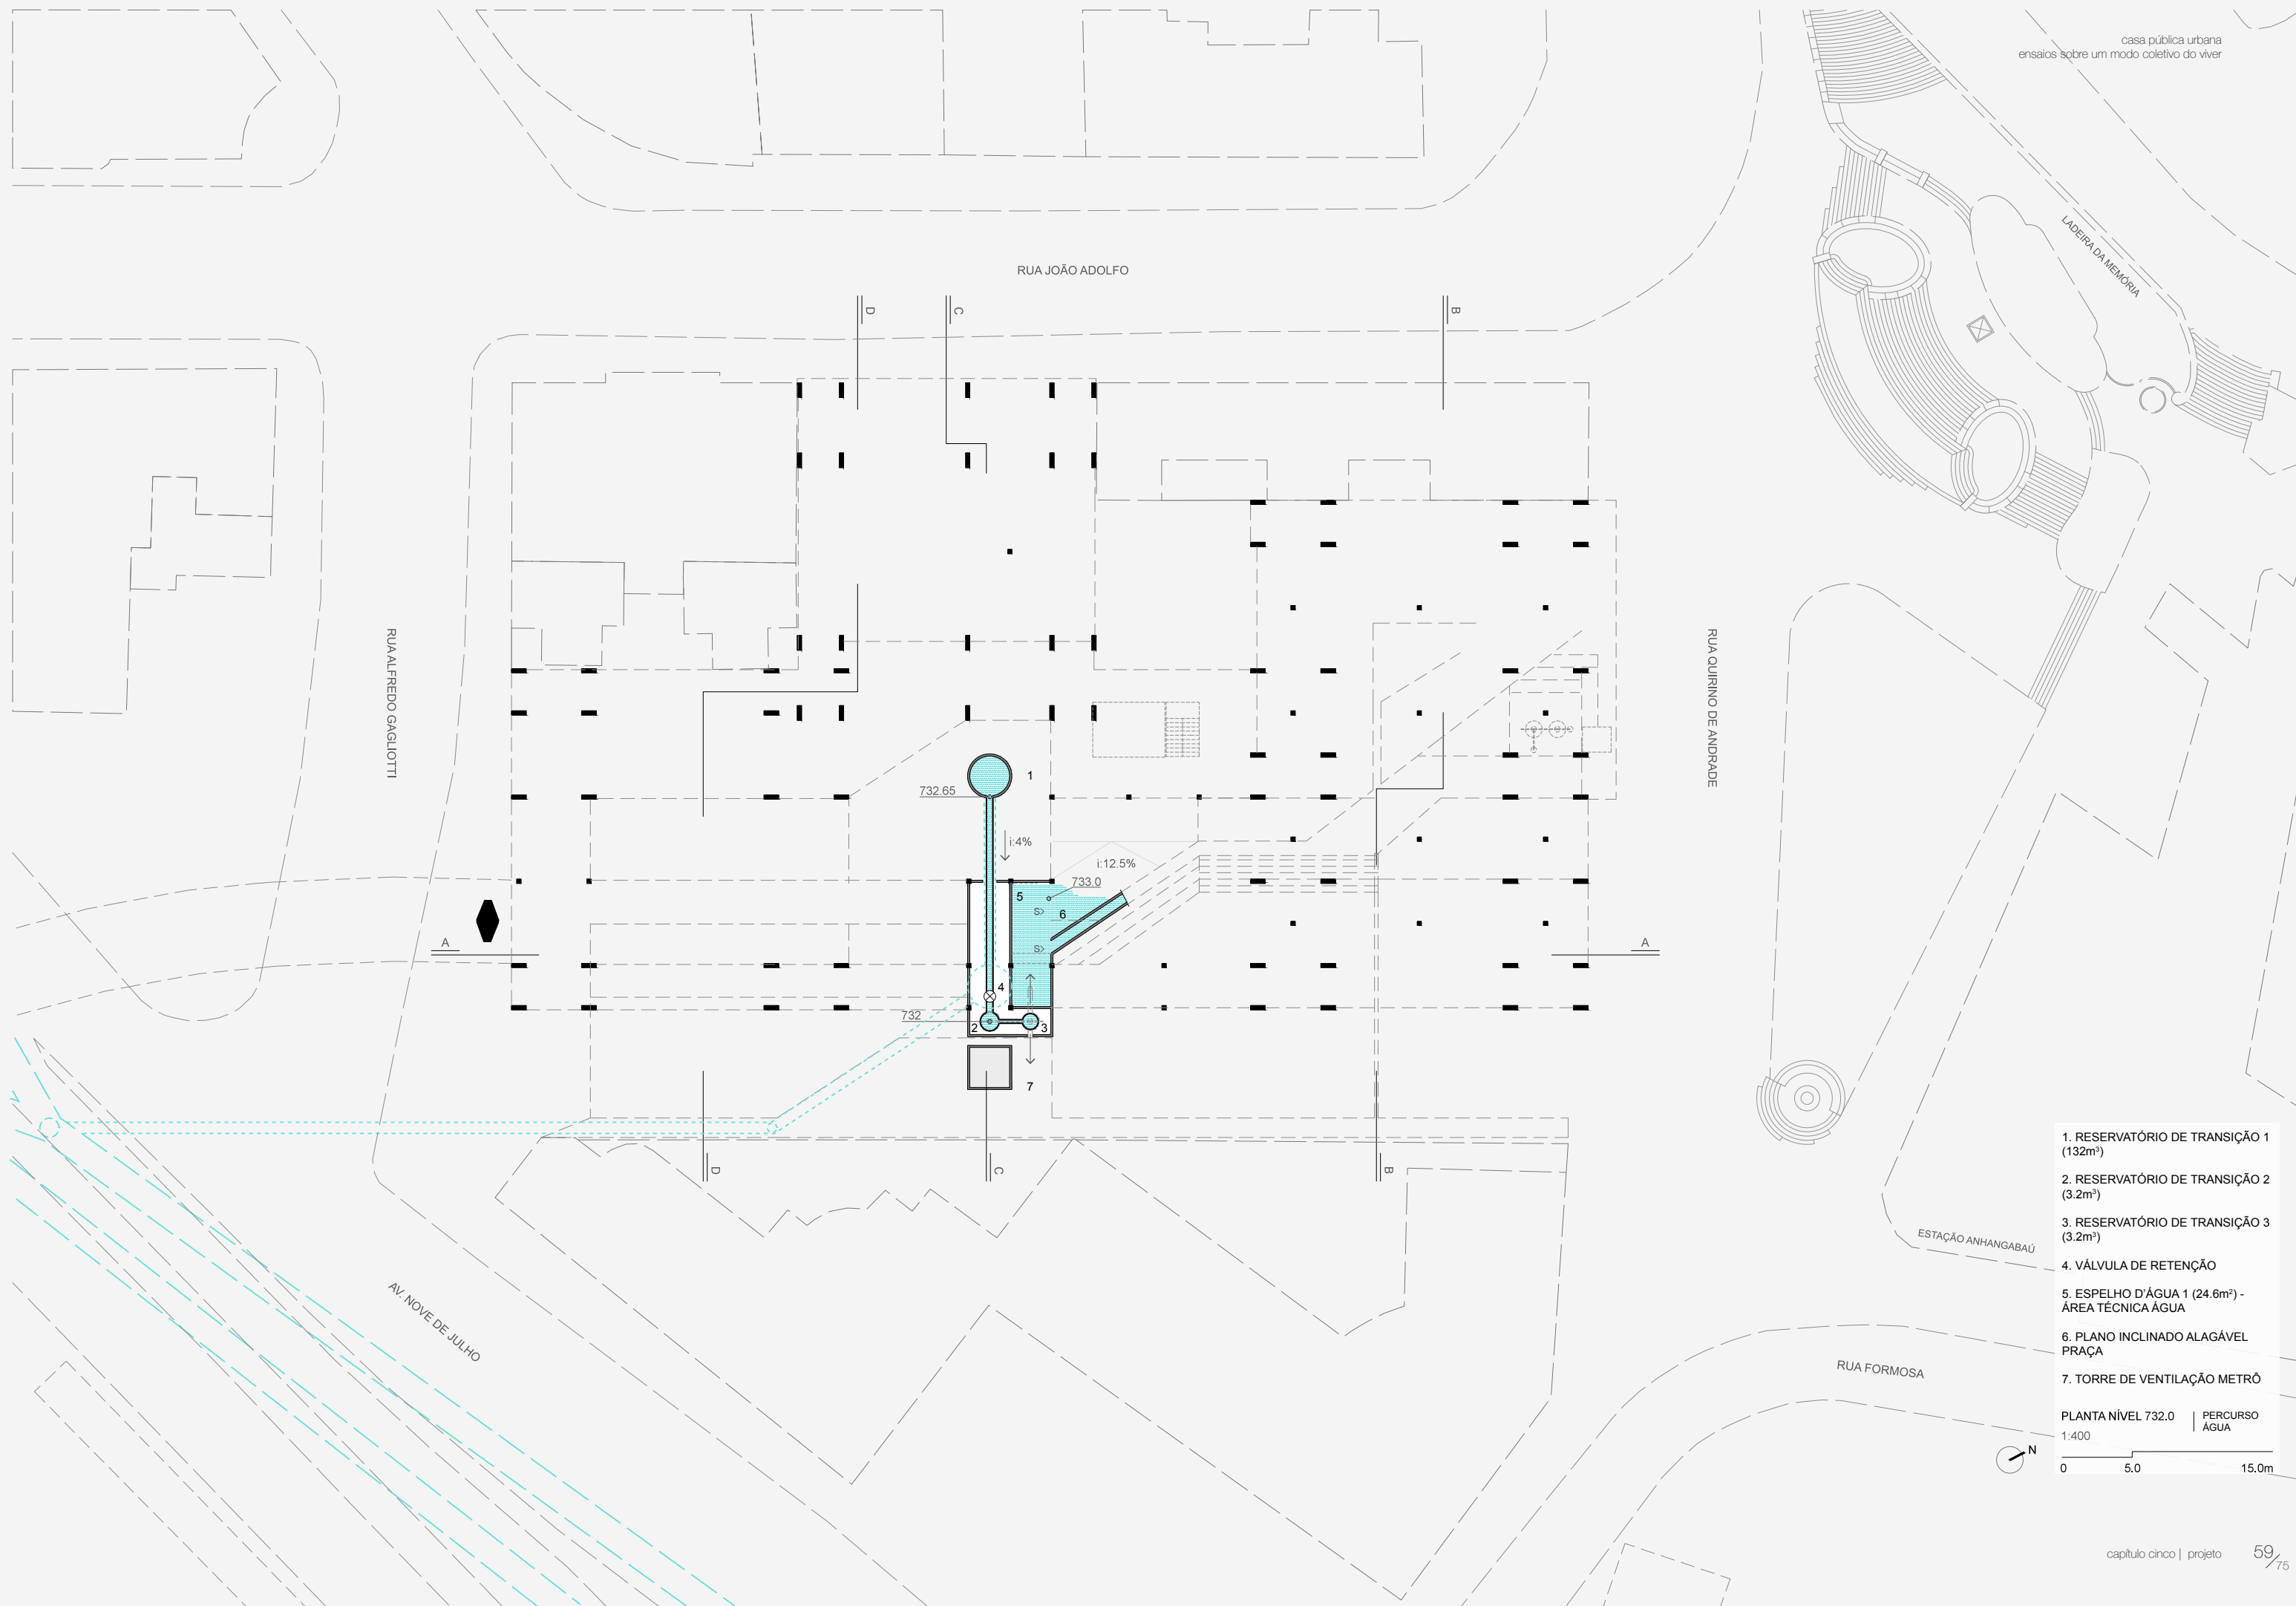 casa pública urbana
ensaios sobre um modo coletivo do viver
LADEIRA DA MEMÓRIA
RUA JOÃO ADOLFO
D
C
B
RUA ALFREDO GAGLIOTTI
RUA QUIRINO DE ANDRADE
1
732.65
i:4%
i:12.5%
733.0
5
S>
6
A
A
S>
4
732
2
3
7
D
C
B
AV. NOVE DE JULHO
ESTAÇÃO ANHANGABAÚ
RUA FORMOSA
1. RESERVATÓRIO DE TRANSIÇÃO 1
(132m³)
2. RESERVATÓRIO DE TRANSIÇÃO 2
(3.2m³)
3. RESERVATÓRIO DE TRANSIÇÃO 3
(3.2m³)
4. VÁLVULA DE RETENÇÃO
5. ESPELHO D'ÁGUA 1 (24.6m²) -
ÁREA TÉCNICA ÁGUA
6. PLANO INCLINADO ALAGÁVEL
PRAÇA
7. TORRE DE VENTILAÇÃO METRÔ
PLANTA NÍVEL 732.0
PERCURSO
ÁGUA
1:400
N
0 5.0 15.0m
capítulo cinco | projeto 59/75